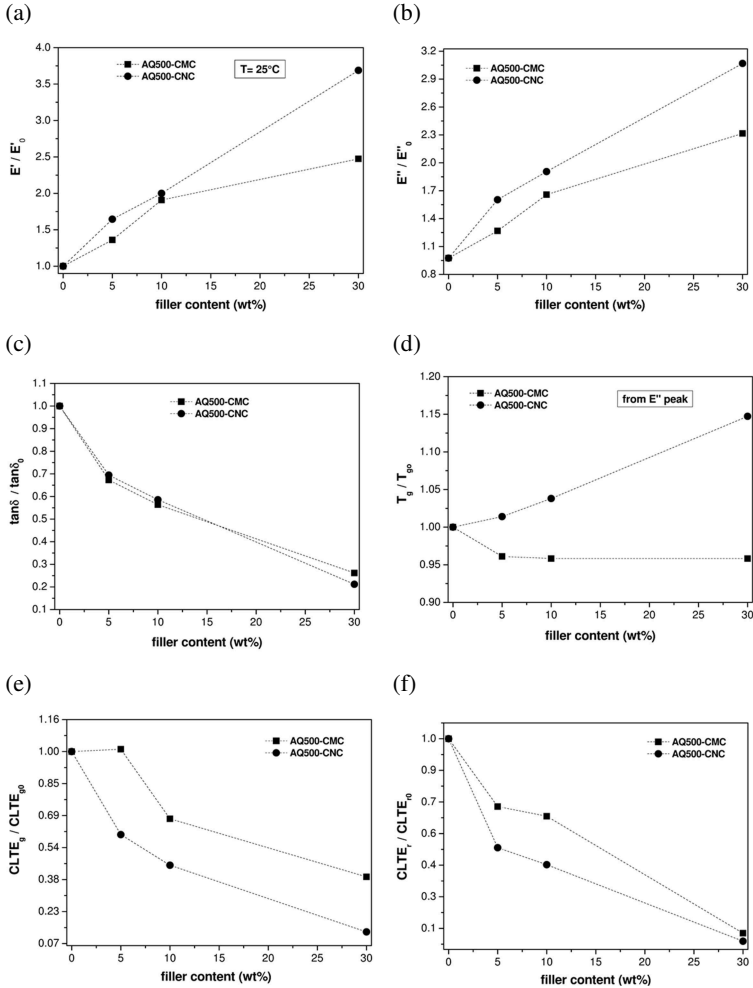 (a)
4.0
3.5
3.0
2.5
2.0
1.5
1.0
AQ500-CMC
AQ500-CNC
T= 25°C
E' / E'0
0 5 10 15 20 25 30
filler content (wt%)
(b)
3.2
3.1
2.7
2.3
2.0
1.7
1.4
1.1
0.8
AQ500-CMC
AQ500-CNC
E'' / E''0
0 5 10 15 20 25 30
filler content (wt%)
(c)
1.1
1.0
0.9
0.8
0.7
0.6
0.5
0.4
0.3
0.2
0.1
AQ500-CMC
AQ500-CNC
tanδ / tanδ0
0 5 10 15 20 25 30
filler content (wt%)
(d)
1.20
1.15
1.10
1.05
1.00
0.95
0.90
AQ500-CMC
AQ500-CNC
from E'' peak
Tg / Tgo
0 5 10 15 20 25 30
filler content (wt%)
(e)
1.16
1.00
0.85
0.69
0.54
0.38
0.23
0.07
AQ500-CMC
AQ500-CNC
CLTEg / CLTEg0
0 5 10 15 20 25 30
filler content (wt%)
(f)
1.0
0.9
0.7
0.6
0.4
0.3
0.1
AQ500-CMC
AQ500-CNC
CLTEr / CLTEr0
0 5 10 15 20 25 30
filler content (wt%)